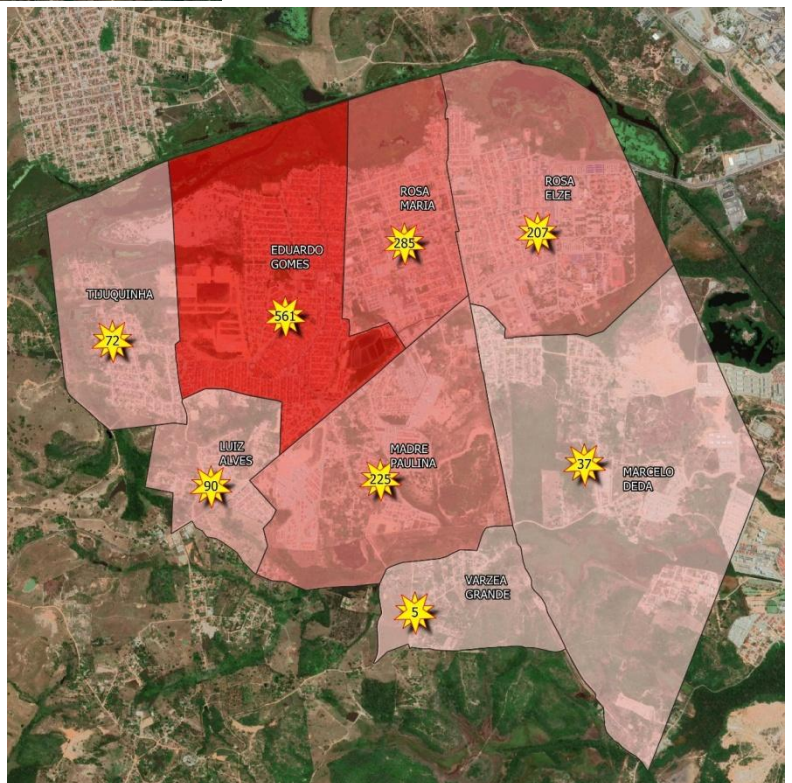 ROSA
MARIA
285
ROSA
ELZE
207
EDUARDO
GOMES
561
TIJUQUINHA
72
LUIZ
ALVES
90
MADRE
PAULINA
225
MARCELO
DEDA
37
VARZEA
GRANDE
5